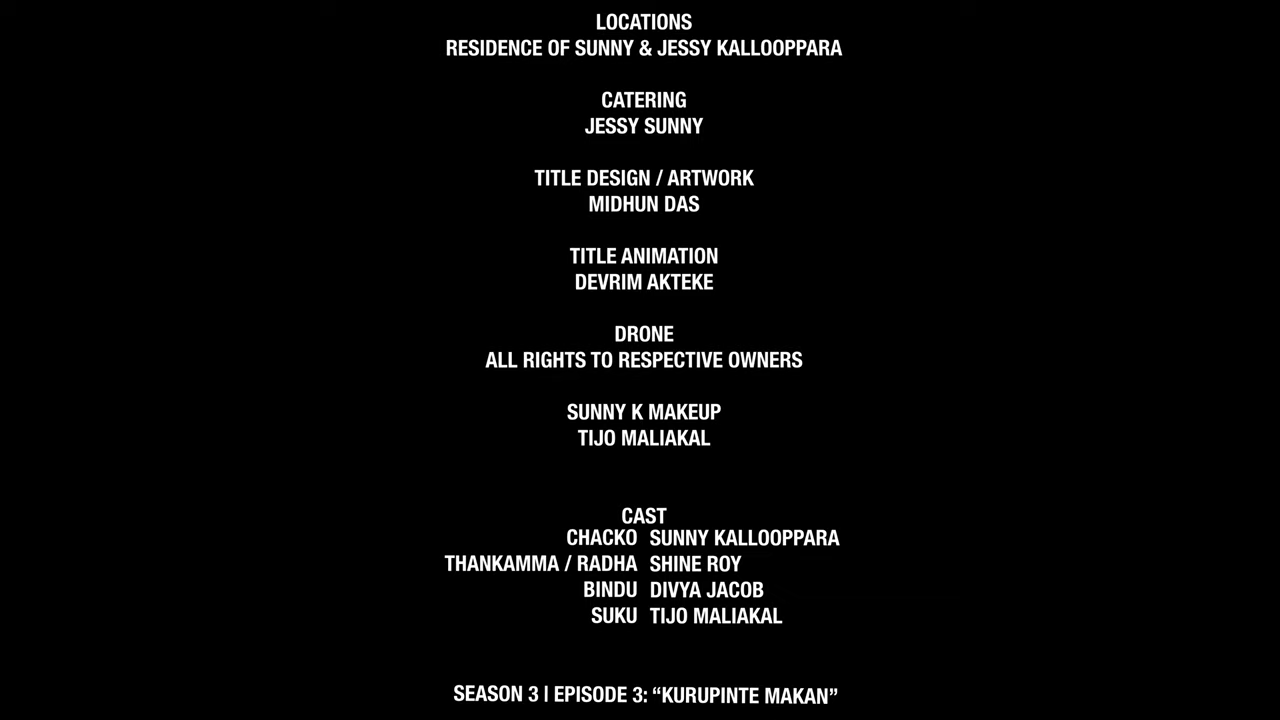 LOCATIONS
RESIDENCE OF SUNNY & JESSY KALLOOPPARA
CATERING
JESSY SUNNY
TITLE DESIGN / ARTWORK
MIDHUN DAS
TITLE ANIMATION
DEVRIM AKTEKE
DRONE
ALL RIGHTS TO RESPECTIVE OWNERS
SUNNY K MAKEUP
TIJO MALIAKAL
CAST
CHACKO SUNNY KALLOOPPARA
THANKAMMA / RADHA SHINE ROY
BINDU DIVYA JACOB
SUKU TIJO MALIAKAL
SEASON 3 | EPISODE 3: “KURUPINTE MAKAN”